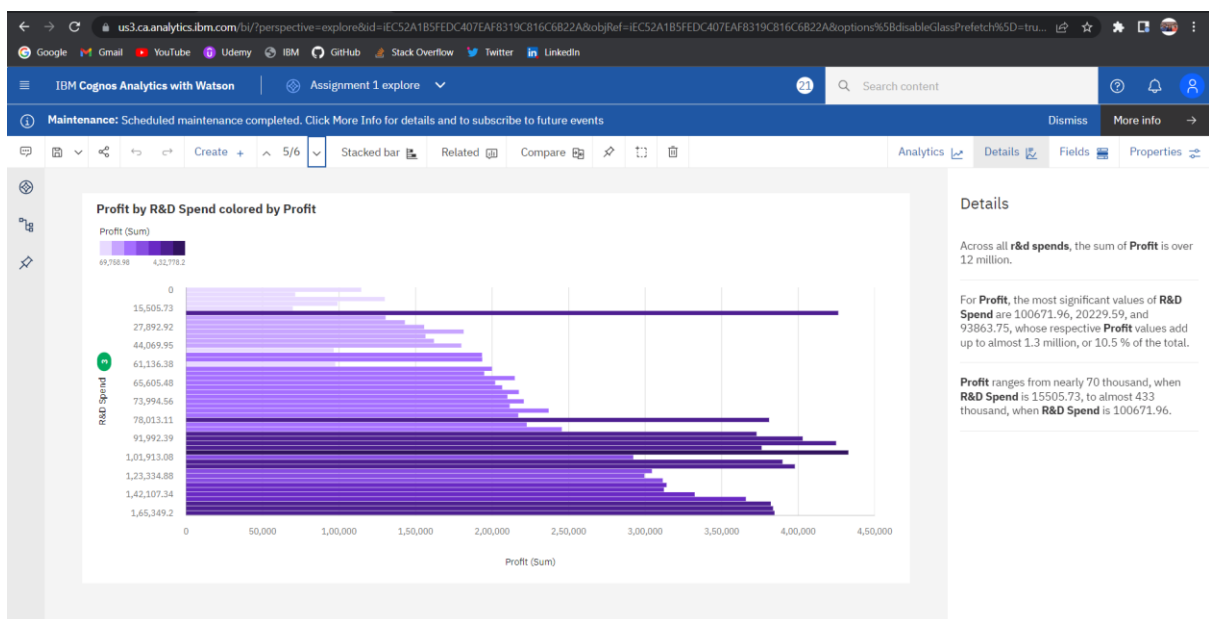 us3.ca.analytics.ibm.com/bi/?perspective=explore&id=iEC52A1B5FEDC407EAF8319C816C6B22A&objRef=iEC52A1B5FEDC407EAF8319C816C6B22A&options%5BdisableGlassPrefetch%5D=tru...
Google Gmail YouTube Udemy IBM GitHub Stack Overflow Twitter LinkedIn
IBM Cognos Analytics with Watson Assignment 1 explore 21 Search content
Maintenance: Scheduled maintenance completed. Click More Info for details and to subscribe to future events Dismiss More info
Create + 5/6 Stacked bar Related Compare Analytics Details Fields Properties
Profit by R&D Spend colored by Profit
Profit (Sum)
69,758.98 4,32,778.2
0
15,505.73
27,892.92
44,069.95
61,136.38
65,605.48
73,994.56
78,013.11
91,992.39
1,01,913.08
1,23,334.88
1,42,107.34
1,65,349.2
3
R&D Spend
0 50,000 1,00,000 1,50,000 2,00,000 2,50,000 3,00,000 3,50,000 4,00,000 4,50,000
Profit (Sum)
Details
Across all r&d spends, the sum of Profit is over
12 million.
For Profit, the most significant values of R&D
Spend are 100671.96, 20229.59, and
93863.75, whose respective Profit values add
up to almost 1.3 million, or 10.5 % of the total.
Profit ranges from nearly 70 thousand, when
R&D Spend is 15505.73, to almost 433
thousand, when R&D Spend is 100671.96.